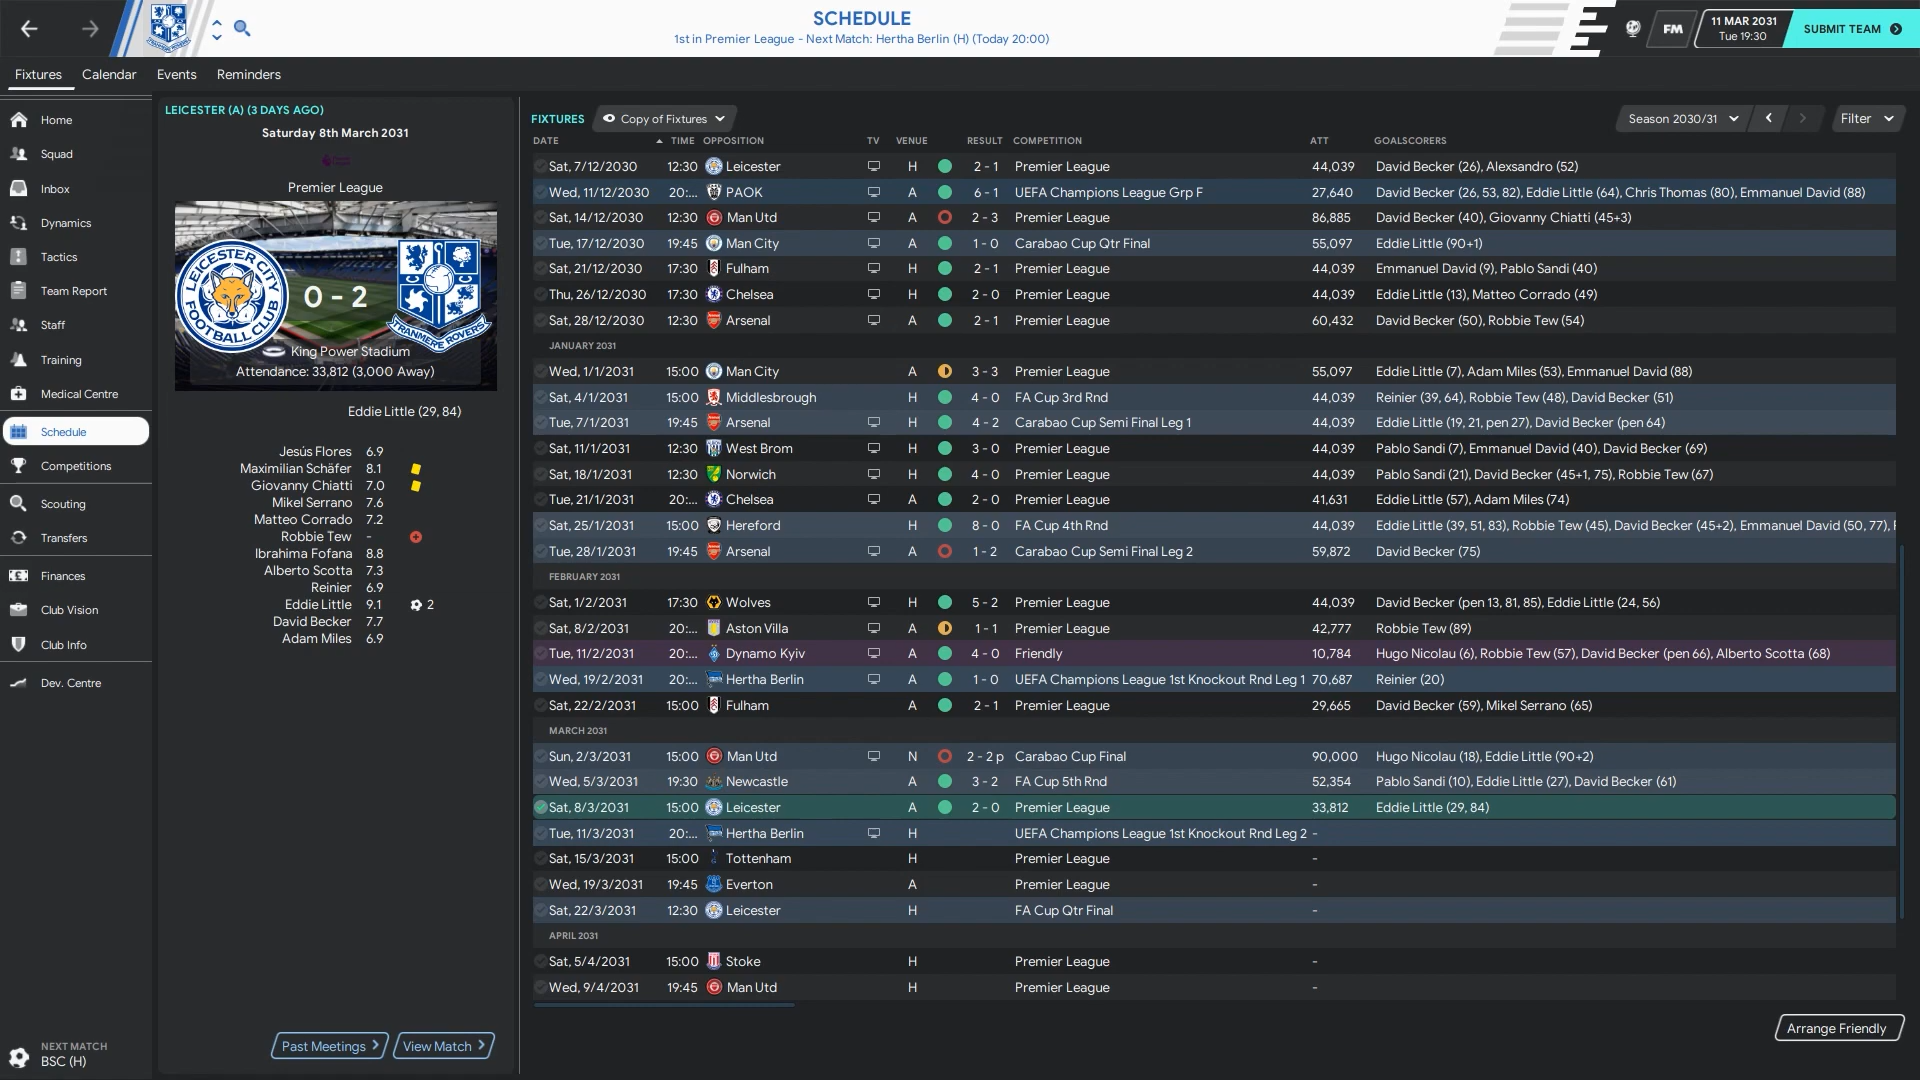 SCHEDULE
1st in Premier League - Next Match: Hertha Berlin (H) (Today 20:00)
FM
11 MAR 2031
Tue 19:30
SUBMIT TEAM
Fixtures Calendar Events Reminders
Home
Squad
Inbox
Dynamics
Tactics
Team Report
Staff
Training
Medical Centre
Schedule
Competitions
Scouting
Transfers
Finances
Club Vision
Club Info
Dev. Centre
NEXT MATCH
BSC (H)
LEICESTER (A) (3 DAYS AGO)
Saturday 8th March 2031
Premier League
LEICESTER CITY
FOOTBALL CLUB
0 - 2
TRANMERE ROVERS
King Power Stadium
Attendance: 33,812 (3,000 Away)
Eddie Little (29, 84)
Jesús Flores 6.9
Maximilian Schäfer 8.1
Giovanny Chiatti 7.0
Mikel Serrano 7.6
Matteo Corrado 7.2
Robbie Tew -
Ibrahima Fofana 8.8
Alberto Scotta 7.3
Reinier 6.9
Eddie Little 9.1 2
David Becker 7.7
Adam Miles 6.9
Past Meetings
View Match
FIXTURES Copy of Fixtures Season 2030/31 Filter
DATE TIME OPPOSITION TV VENUE RESULT COMPETITION ATT GOALSCORERS
Sat, 7/12/2030 12:30 Leicester H 2 - 1 Premier League 44,039 David Becker (26), Alexsandro (52)
Wed, 11/12/2030 20:... PAOK A 6 - 1 UEFA Champions League Grp F 27,640 David Becker (26, 53, 82), Eddie Little (64), Chris Thomas (80), Emmanuel David (88)
Sat, 14/12/2030 12:30 Man Utd A 2 - 3 Premier League 86,885 David Becker (40), Giovanny Chiatti (45+3)
Tue, 17/12/2030 19:45 Man City A 1 - 0 Carabao Cup Qtr Final 55,097 Eddie Little (90+1)
Sat, 21/12/2030 17:30 Fulham H 2 - 1 Premier League 44,039 Emmanuel David (9), Pablo Sandi (40)
Thu, 26/12/2030 17:30 Chelsea H 2 - 0 Premier League 44,039 Eddie Little (13), Matteo Corrado (49)
Sat, 28/12/2030 12:30 Arsenal A 2 - 1 Premier League 60,432 David Becker (50), Robbie Tew (54)
JANUARY 2031
Wed, 1/1/2031 15:00 Man City A 3 - 3 Premier League 55,097 Eddie Little (7), Adam Miles (53), Emmanuel David (88)
Sat, 4/1/2031 15:00 Middlesbrough H 4 - 0 FA Cup 3rd Rnd 44,039 Reinier (39, 64), Robbie Tew (48), David Becker (51)
Tue, 7/1/2031 19:45 Arsenal H 4 - 2 Carabao Cup Semi Final Leg 1 44,039 Eddie Little (19, 21, pen 27), David Becker (pen 64)
Sat, 11/1/2031 12:30 West Brom H 3 - 0 Premier League 44,039 Pablo Sandi (7), Emmanuel David (40), David Becker (69)
Sat, 18/1/2031 12:30 Norwich H 4 - 0 Premier League 44,039 Pablo Sandi (21), David Becker (45+1, 75), Robbie Tew (67)
Tue, 21/1/2031 20:... Chelsea A 2 - 0 Premier League 41,631 Eddie Little (57), Adam Miles (74)
Sat, 25/1/2031 15:00 Hereford H 8 - 0 FA Cup 4th Rnd 44,039 Eddie Little (39, 51, 83), Robbie Tew (45), David Becker (45+2), Emmanuel David (50, 77),
Tue, 28/1/2031 19:45 Arsenal A 1 - 2 Carabao Cup Semi Final Leg 2 59,872 David Becker (75)
FEBRUARY 2031
Sat, 1/2/2031 17:30 Wolves H 5 - 2 Premier League 44,039 David Becker (pen 13, 81, 85), Eddie Little (24, 56)
Sat, 8/2/2031 20:... Aston Villa A 1 - 1 Premier League 42,777 Robbie Tew (89)
Tue, 11/2/2031 20:... Dynamo Kyiv A 4 - 0 Friendly 10,784 Hugo Nicolau (6), Robbie Tew (57), David Becker (pen 66), Alberto Scotta (68)
Wed, 19/2/2031 20:... Hertha Berlin A 1 - 0 UEFA Champions League 1st Knockout Rnd Leg 1 70,687 Reinier (20)
Sat, 22/2/2031 15:00 Fulham A 2 - 1 Premier League 29,665 David Becker (59), Mikel Serrano (65)
MARCH 2031
Sun, 2/3/2031 15:00 Man Utd N 2 - 2 p Carabao Cup Final 90,000 Hugo Nicolau (18), Eddie Little (90+2)
Wed, 5/3/2031 19:30 Newcastle A 3 - 2 FA Cup 5th Rnd 52,354 Pablo Sandi (10), Eddie Little (27), David Becker (61)
Sat, 8/3/2031 15:00 Leicester A 2 - 0 Premier League 33,812 Eddie Little (29, 84)
Tue, 11/3/2031 20:... Hertha Berlin H UEFA Champions League 1st Knockout Rnd Leg 2 -
Sat, 15/3/2031 15:00 Tottenham H Premier League -
Wed, 19/3/2031 19:45 Everton A Premier League -
Sat, 22/3/2031 12:30 Leicester H FA Cup Qtr Final -
APRIL 2031
Sat, 5/4/2031 15:00 Stoke H Premier League -
Wed, 9/4/2031 19:45 Man Utd H Premier League -
Arrange Friendly